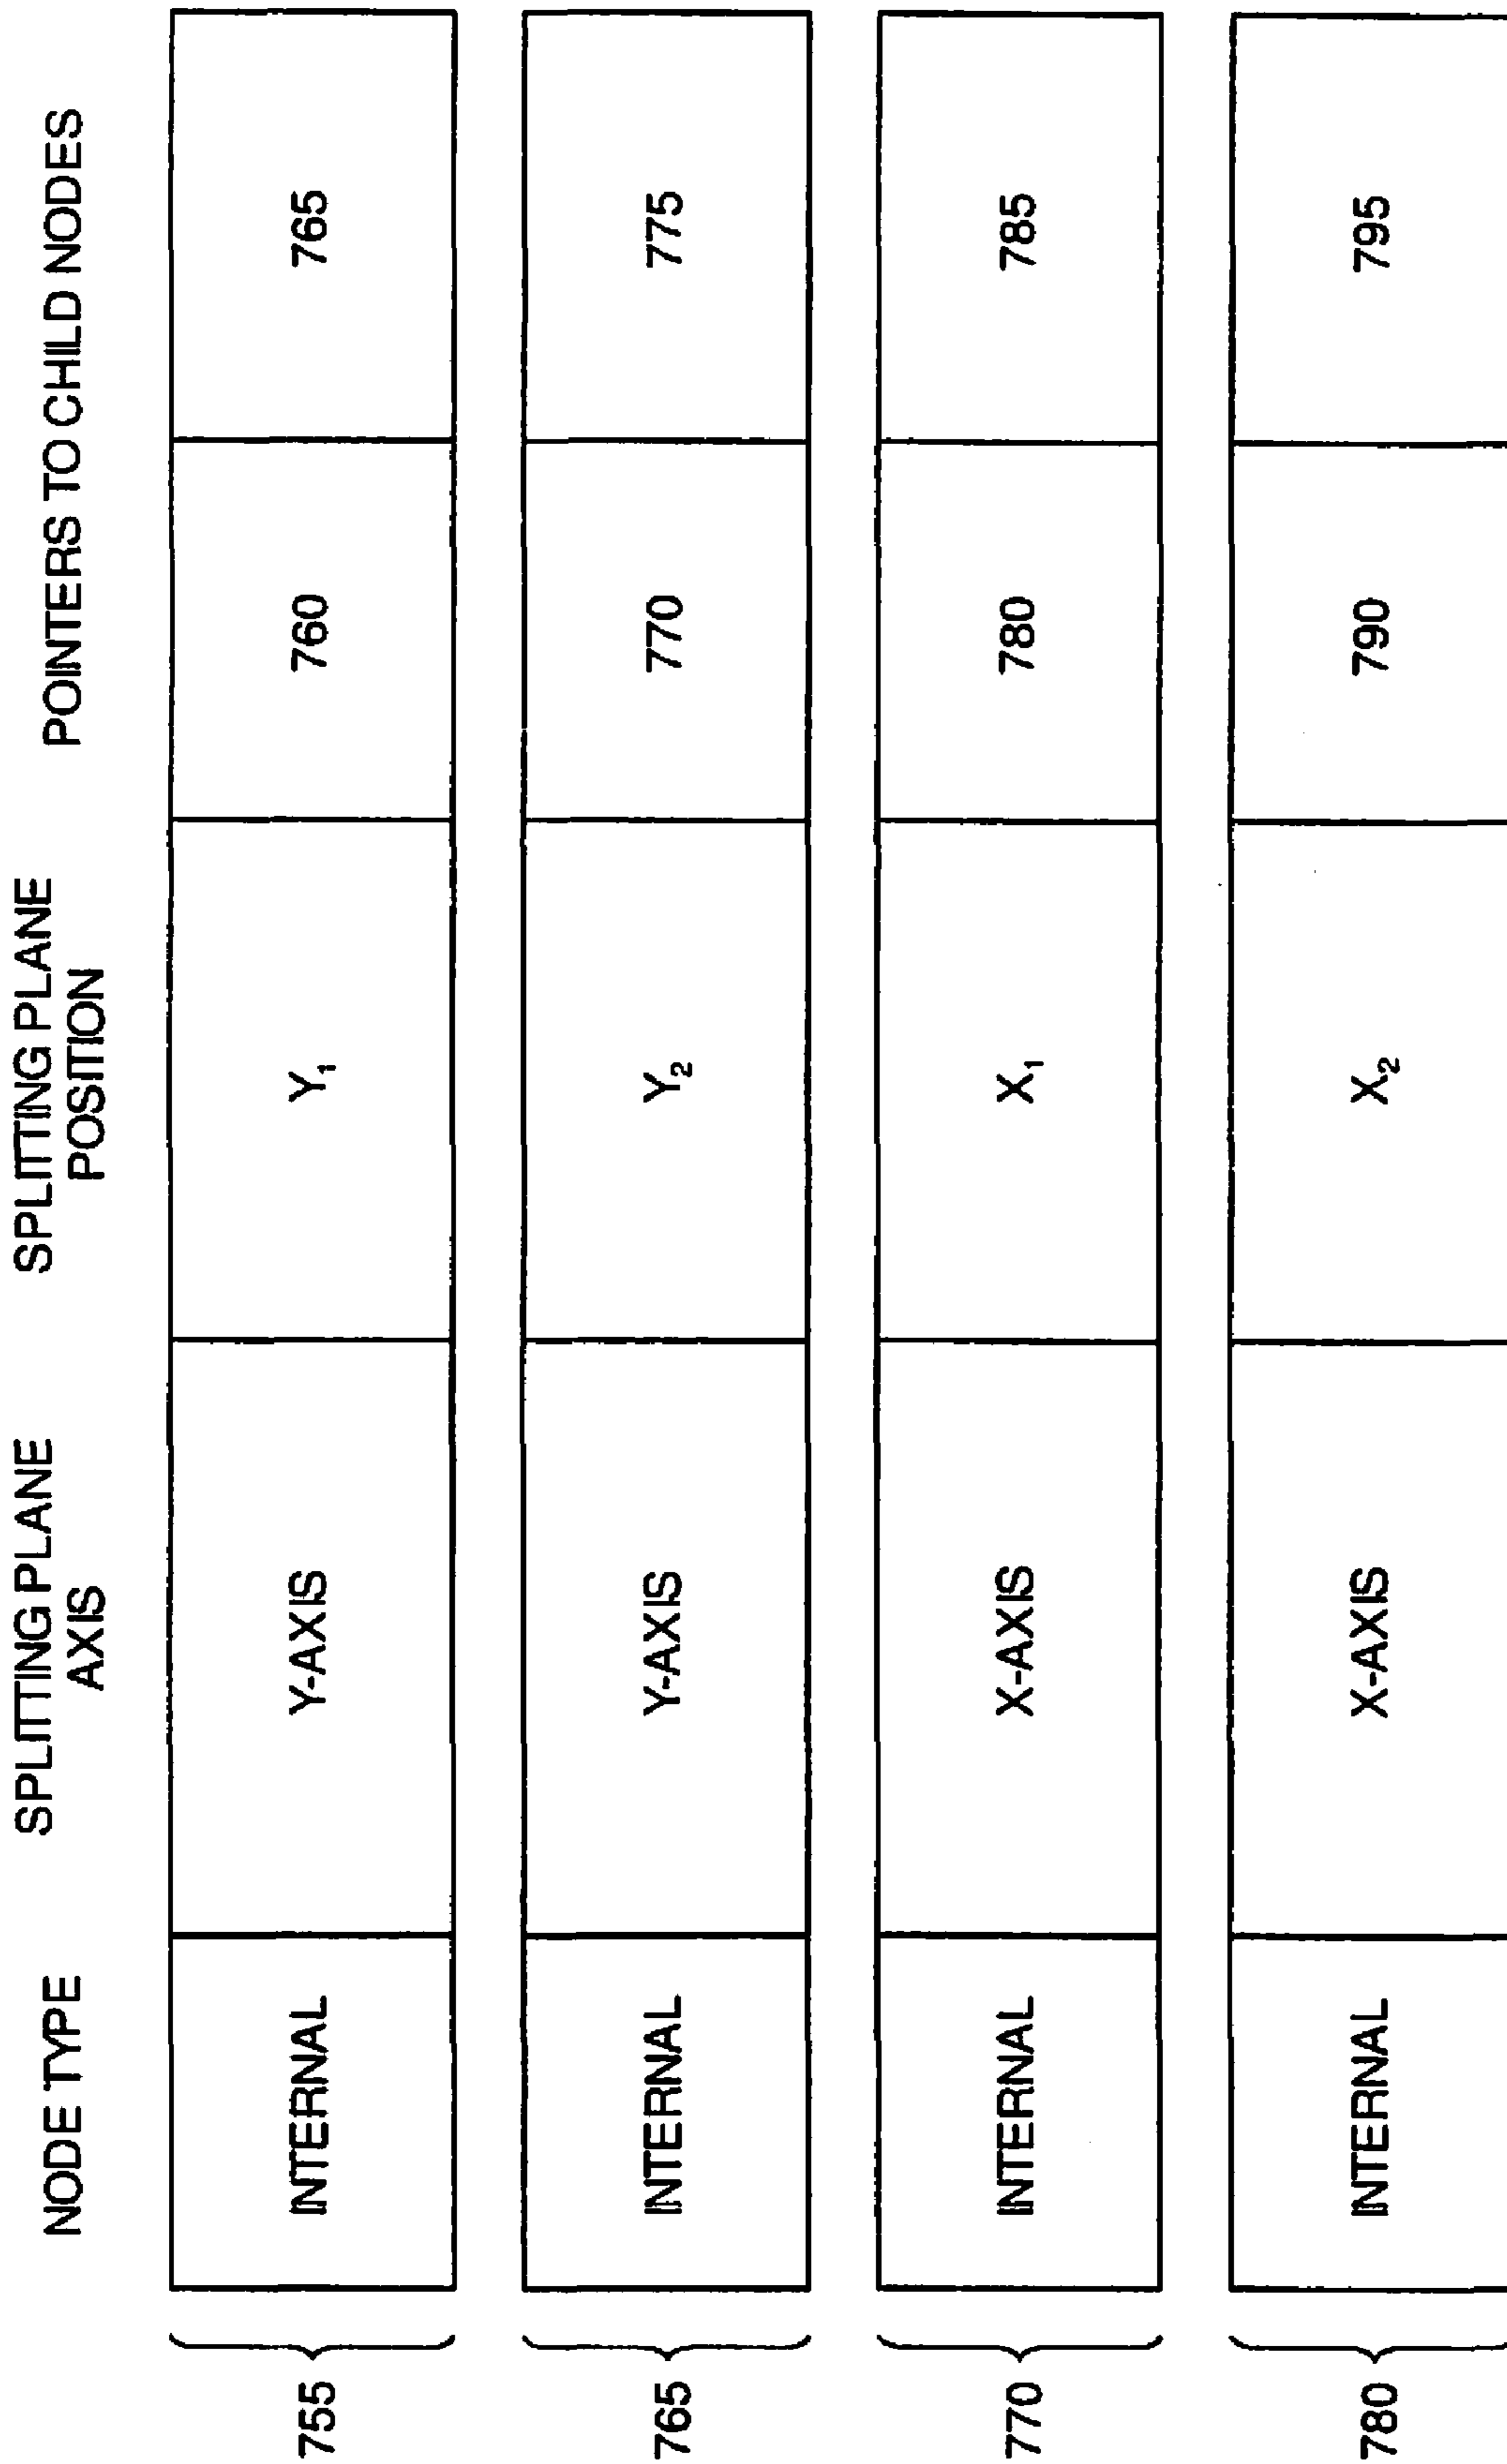 NODE TYPE
SPLITTING PLANE
AXIS
SPLITTING PLANE
POSITION
POINTERS TO CHILD NODES
755
INTERNAL
Y-AXIS
Y₁
760
765
765
INTERNAL
Y-AXIS
Y₂
770
775
770
INTERNAL
X-AXIS
X₁
780
785
780
INTERNAL
X-AXIS
X₂
790
795